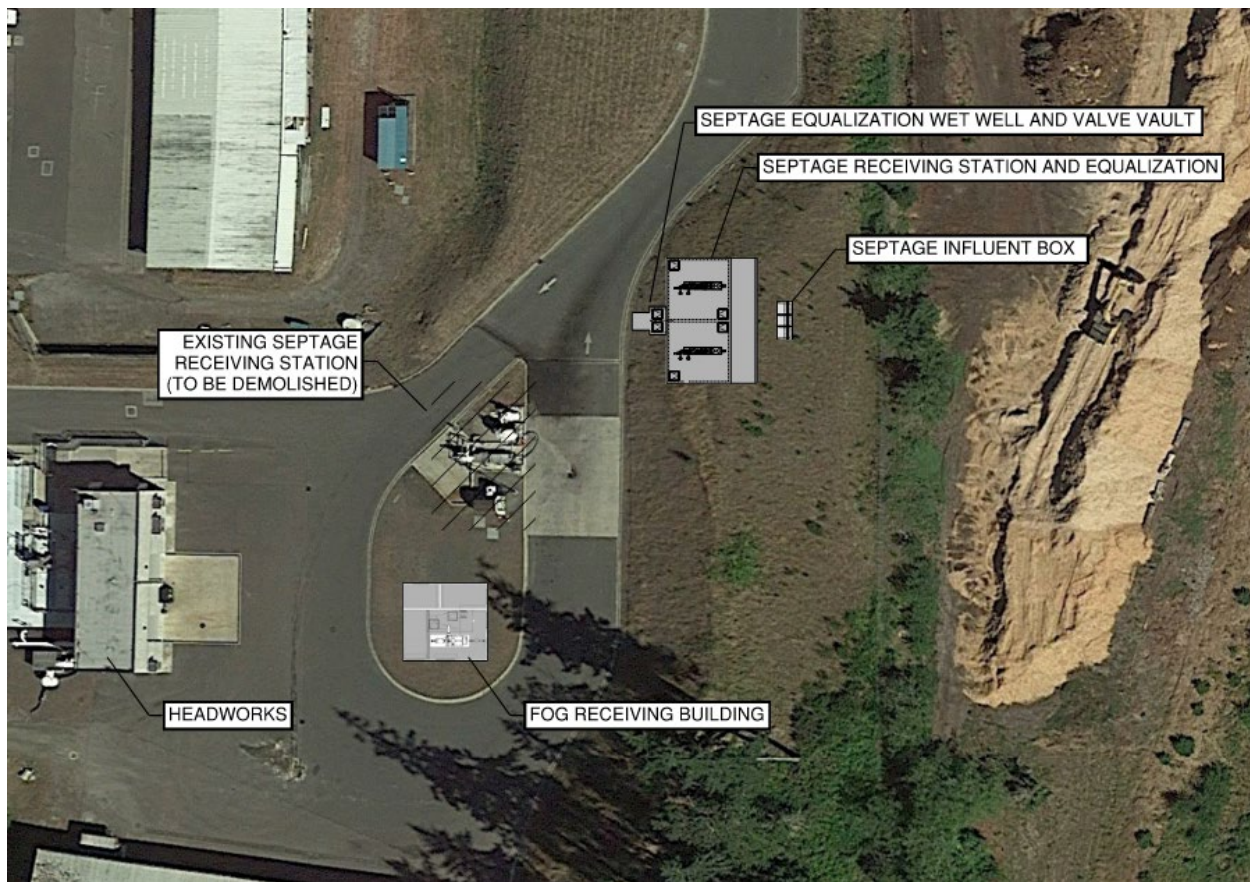 SEPTAGE EQUALIZATION WET WELL AND VALVE VAULT
SEPTAGE RECEIVING STATION AND EQUALIZATION
SEPTAGE INFLUENT BOX
EXISTING SEPTAGE
RECEIVING STATION
(TO BE DEMOLISHED)
HEADWORKS
FOG RECEIVING BUILDING